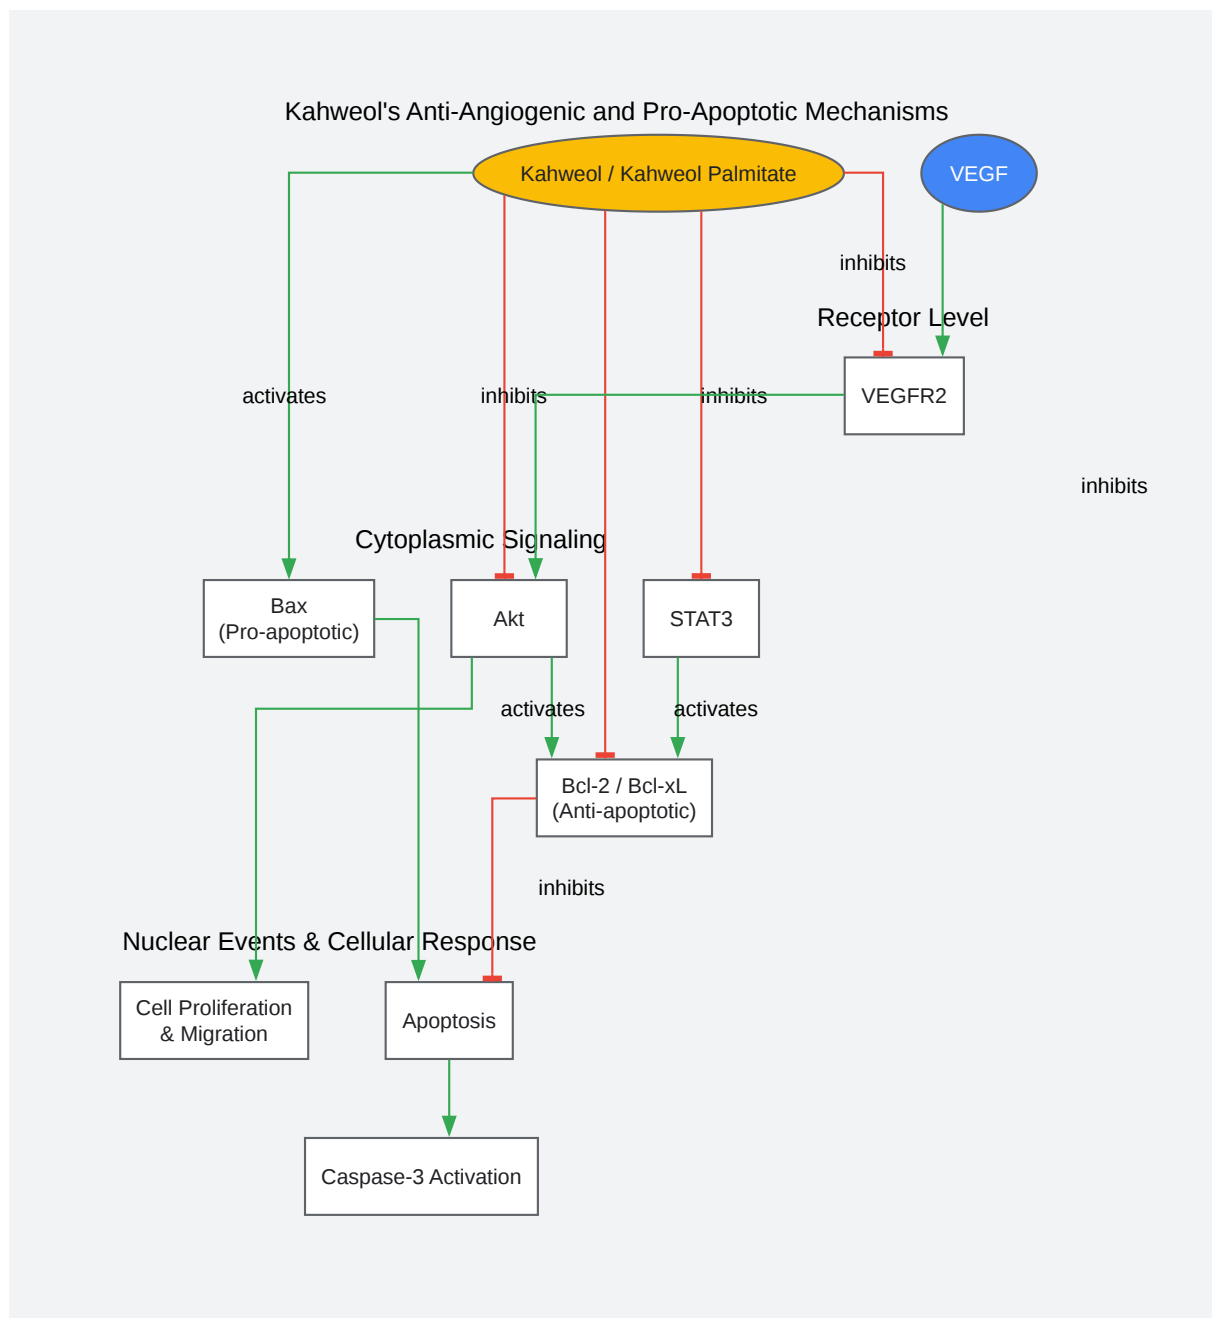 Kahweol's Anti-Angiogenic and Pro-Apoptotic Mechanisms
Kahweol / Kahweol Palmitate
VEGF
inhibits
Receptor Level
activates
inhibits
inhibits
VEGFR2
inhibits
Cytoplasmic Signaling
Bax
(Pro-apoptotic)
Akt
STAT3
activates
activates
Bcl-2 / Bcl-xL
(Anti-apoptotic)
inhibits
Nuclear Events & Cellular Response
Cell Proliferation
& Migration
Apoptosis
Caspase-3 Activation